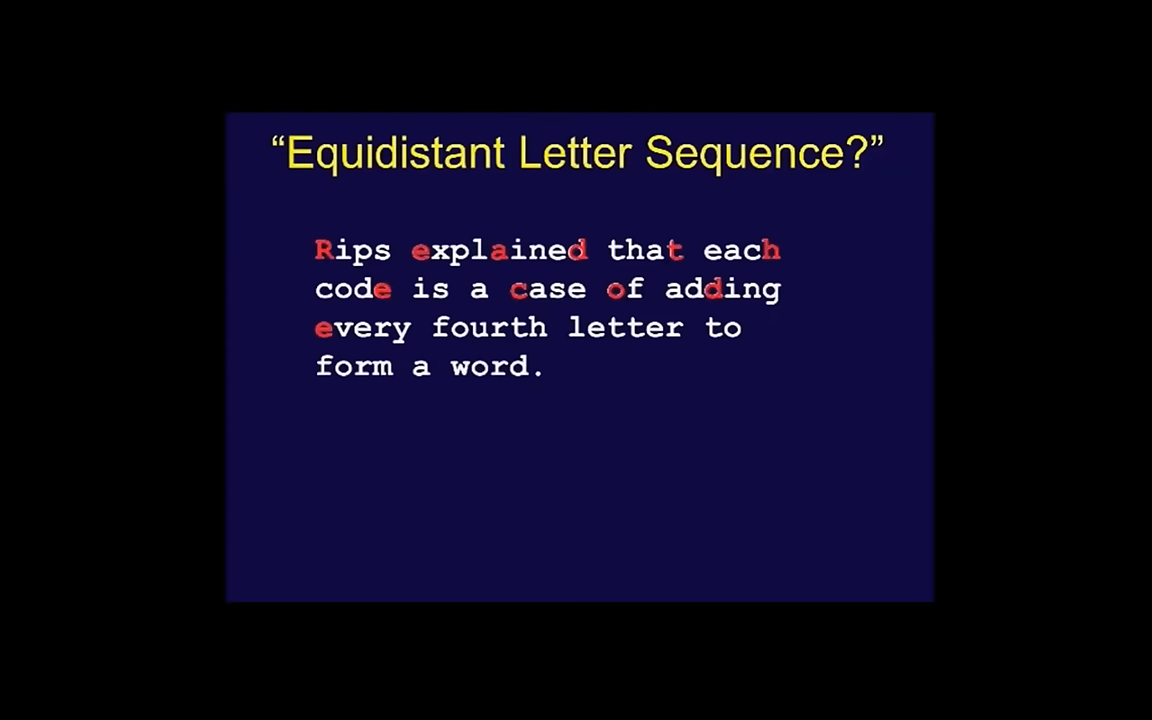 “Equidistant Letter Sequence?”
Rips explained that each
code is a case of adding
every fourth letter to
form a word.